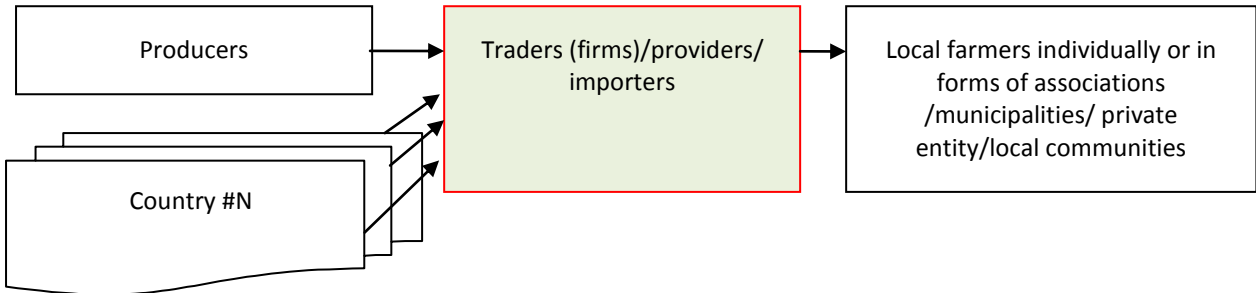 Producers
Traders (firms)/providers/
importers
Local farmers individually or in
forms of associations
/municipalities/ private
entity/local communities
Country #N